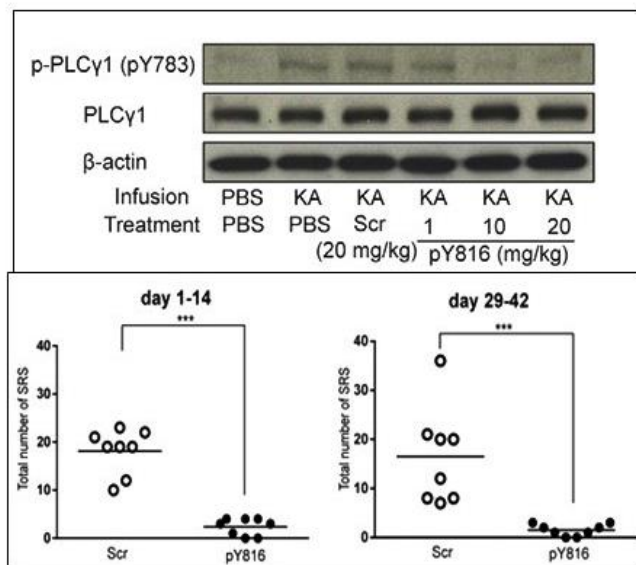 p-PLCγ1 (pY783)
PLCγ1
β-actin
Infusion PBS KA KA KA KA KA
Treatment PBS PBS Scr 1 10 20
(20 mg/kg) pY816 (mg/kg)
day 1-14
***
Total number of SRS
40
30
20
10
0
Scr pY816
day 29-42
***
Total number of SRS
40
30
20
10
0
Scr pY816